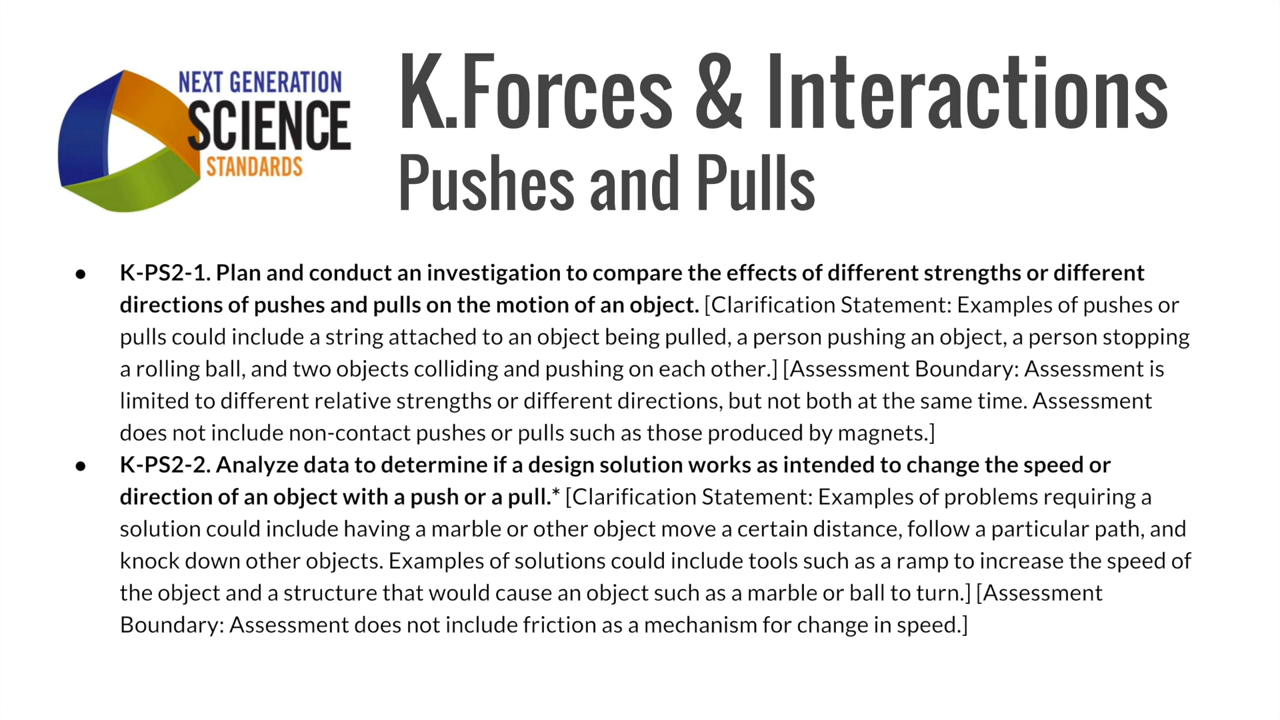 NEXT GENERATION
SCIENCE
STANDARDS
K.Forces & Interactions
Pushes and Pulls
● K-PS2-1. Plan and conduct an investigation to compare the effects of different strengths or different
directions of pushes and pulls on the motion of an object. [Clarification Statement: Examples of pushes or
pulls could include a string attached to an object being pulled, a person pushing an object, a person stopping
a rolling ball, and two objects colliding and pushing on each other.] [Assessment Boundary: Assessment is
limited to different relative strengths or different directions, but not both at the same time. Assessment
does not include non-contact pushes or pulls such as those produced by magnets.]
● K-PS2-2. Analyze data to determine if a design solution works as intended to change the speed or
direction of an object with a push or a pull.* [Clarification Statement: Examples of problems requiring a
solution could include having a marble or other object move a certain distance, follow a particular path, and
knock down other objects. Examples of solutions could include tools such as a ramp to increase the speed of
the object and a structure that would cause an object such as a marble or ball to turn.] [Assessment
Boundary: Assessment does not include friction as a mechanism for change in speed.]